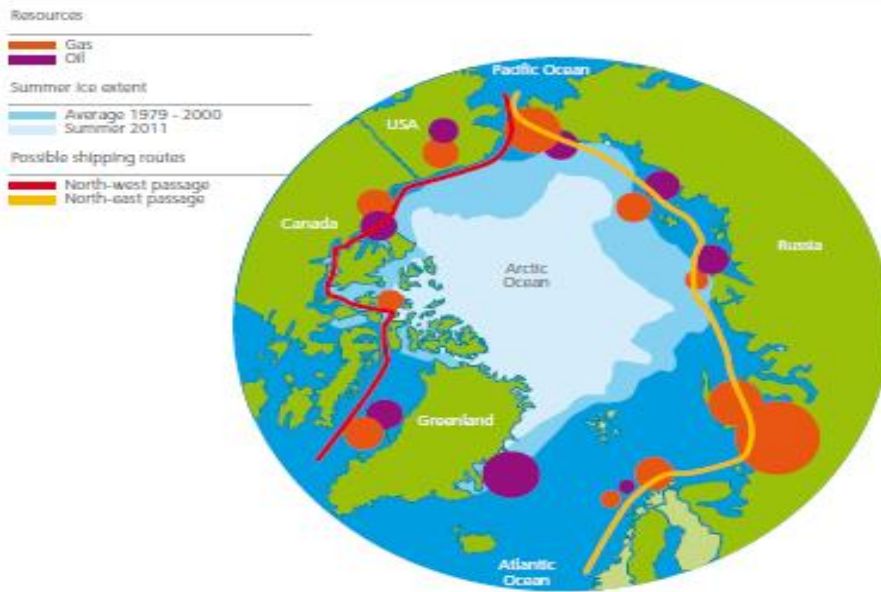 Resources
Gas
Oil
Summer ice extent
Average 1979 - 2000
Summer 2011
Possible shipping routes
North-west passage
North-east passage
Pacific Ocean
USA
Canada
Russia
Arctic
Ocean
Greenland
Atlantic
Ocean